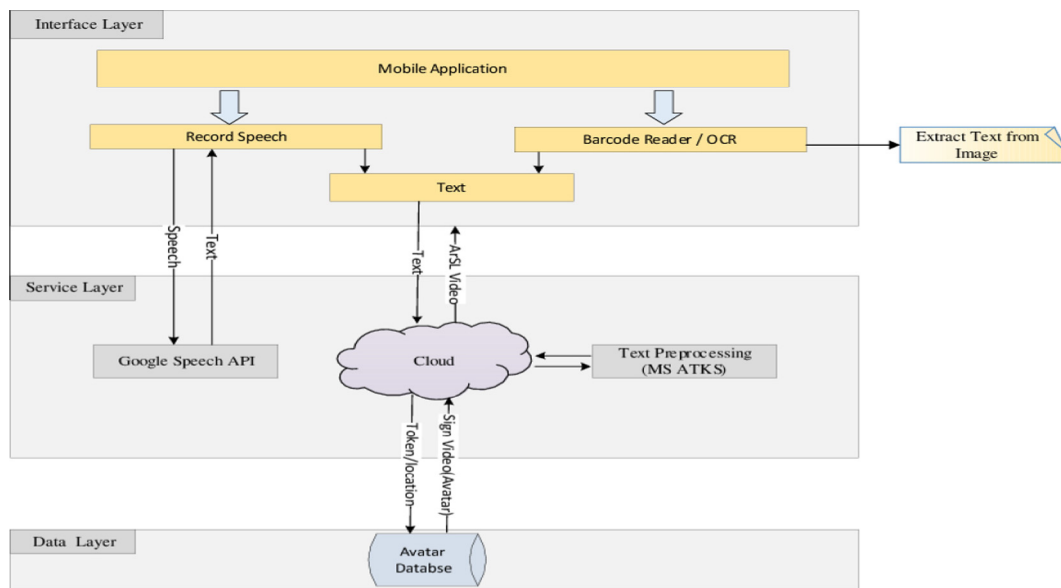 Interface Layer
Mobile Application
Record Speech
Barcode Reader / OCR
Extract Text from
Image
Text
Speech
Text
Text
ArSL Video
Service Layer
Google Speech API
Cloud
Text Preprocessing
(MS ATKS)
Token/location
Sign Video(Avatar)
Data Layer
Avatar
Databse